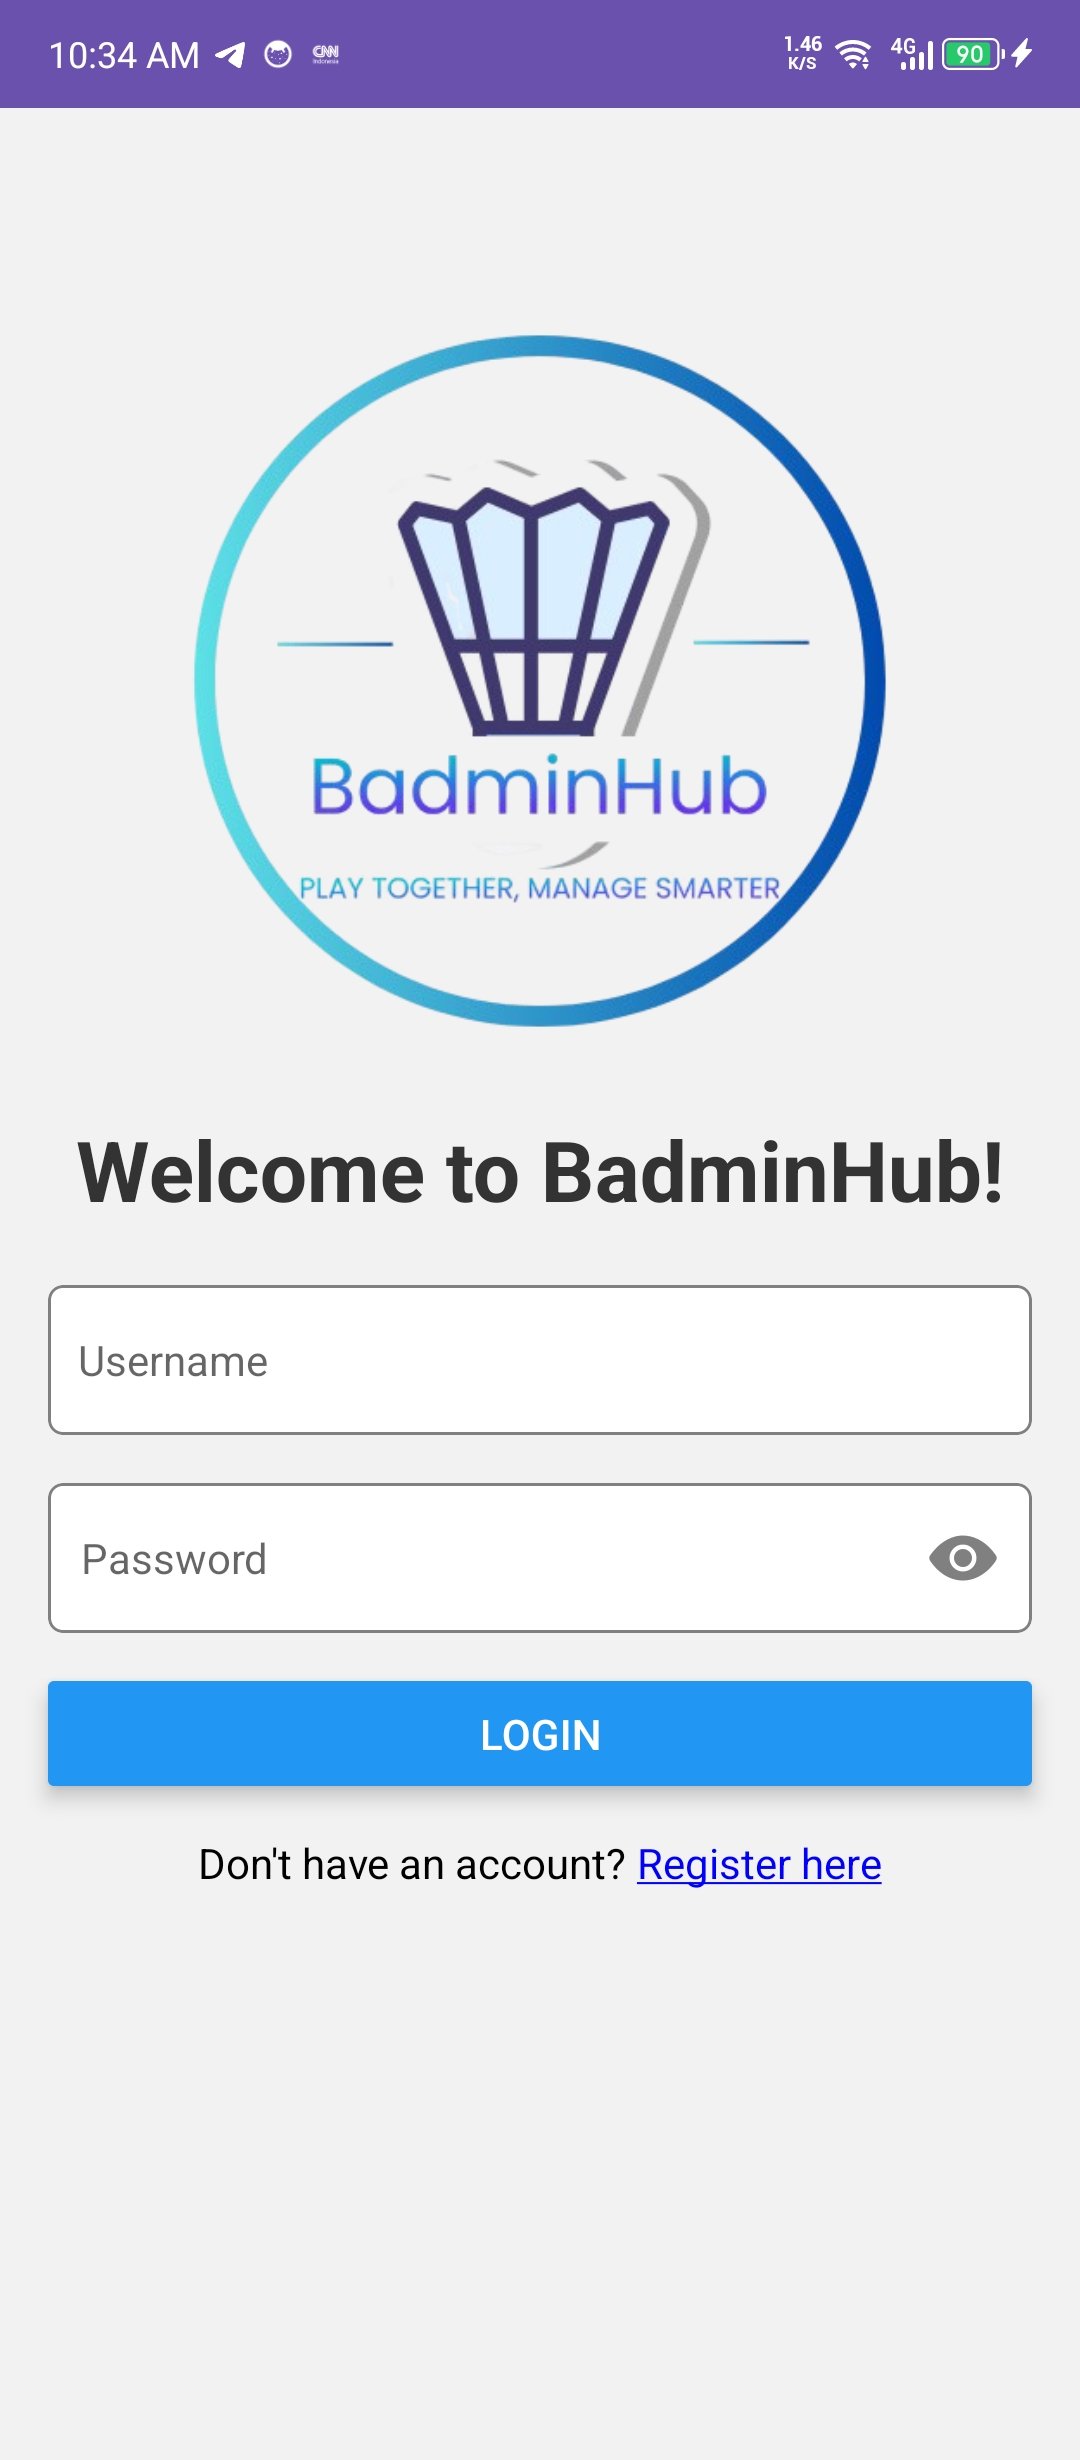 10:34 AM
CNN
Indonesia
1.46
K/S
4G
90
BadminHub
PLAY TOGETHER, MANAGE SMARTER
Welcome to BadminHub!
Username
Password
LOGIN
Don't have an account? Register here